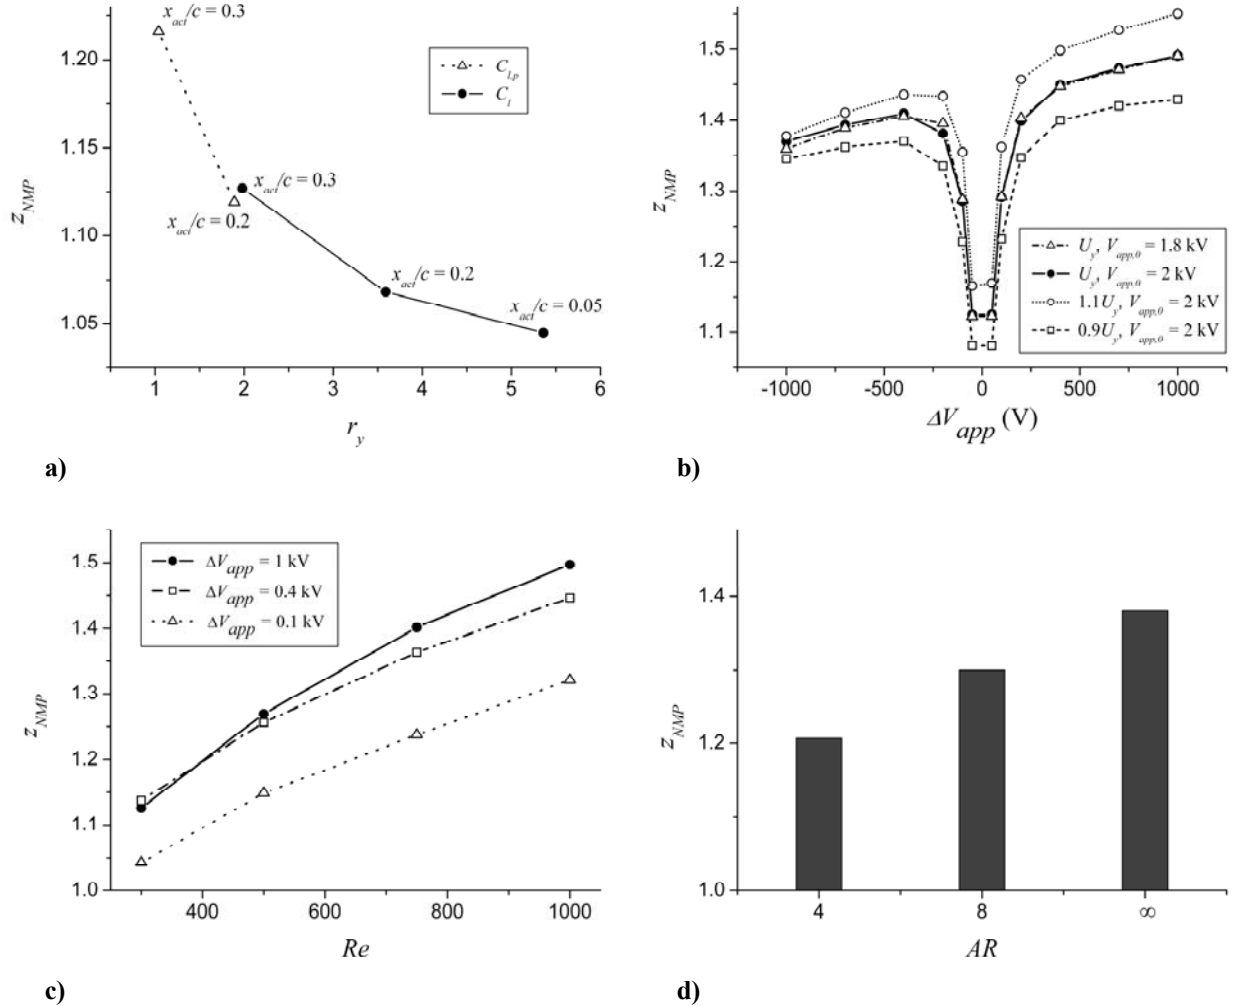 x_act/c = 0.3
1.20
1.15
1.10
1.05
z_NMP
C_l,p
C_l
x_act/c = 0.3
x_act/c = 0.2
x_act/c = 0.2
x_act/c = 0.05
1 2 3 4 5 6
r_y
a)
1.5
1.4
1.3
1.2
1.1
z_NMP
U_y, V_app,0 = 1.8 kV
U_y, V_app,0 = 2 kV
1.1U_y, V_app,0 = 2 kV
0.9U_y, V_app,0 = 2 kV
-1000 -500 0 500 1000
ΔV_app (V)
b)
1.5
1.4
1.3
1.2
1.1
1.0
z_NMP
ΔV_app = 1 kV
ΔV_app = 0.4 kV
ΔV_app = 0.1 kV
400 600 800 1000
Re
c)
1.4
1.2
1.0
z_NMP
4 8 ∞
AR
d)